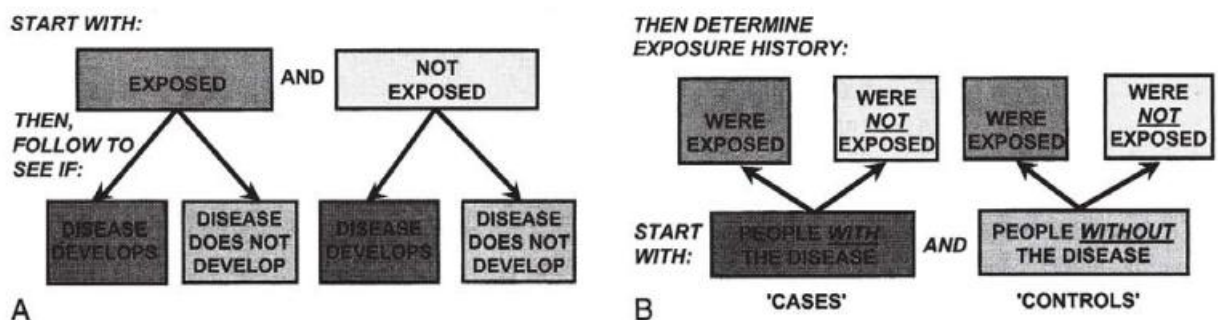 START WITH:
EXPOSED
AND
NOT
EXPOSED
THEN,
FOLLOW TO
SEE IF:
DISEASE
DEVELOPS
DISEASE
DOES NOT
DEVELOP
DISEASE
DEVELOPS
DISEASE
DOES NOT
DEVELOP
A
THEN DETERMINE
EXPOSURE HISTORY:
WERE
EXPOSED
WERE
NOT
EXPOSED
WERE
EXPOSED
WERE
NOT
EXPOSED
START
WITH:
PEOPLE WITH
THE DISEASE
AND
PEOPLE WITHOUT
THE DISEASE
'CASES'
'CONTROLS'
B